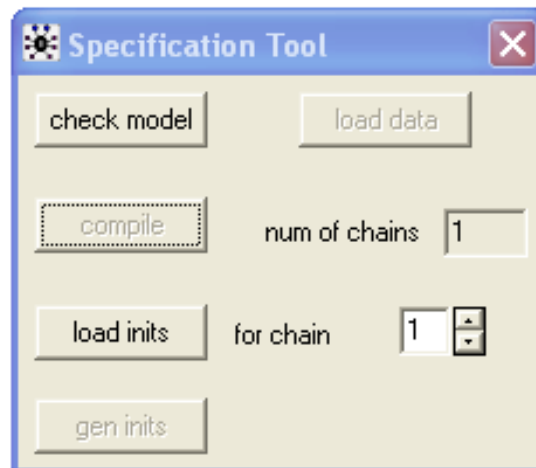 Specification Tool
check model load data
compile num of chains 1
load inits for chain 1
gen inits